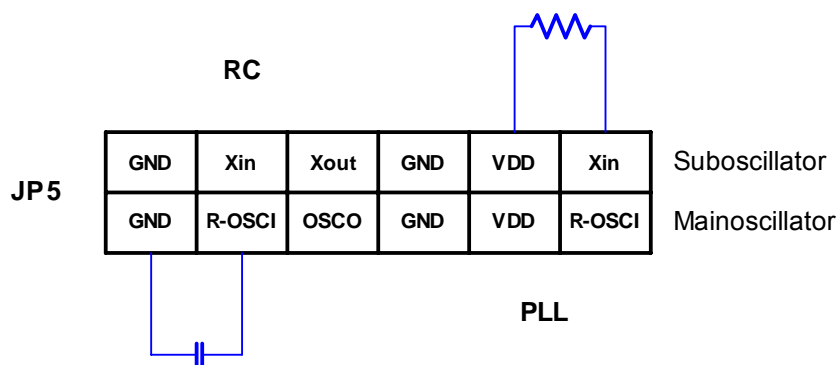 RC
GND Xin Xout GND VDD Xin Suboscillator
JP5
GND R-OSCI OSCO GND VDD R-OSCI Mainoscillator
PLL